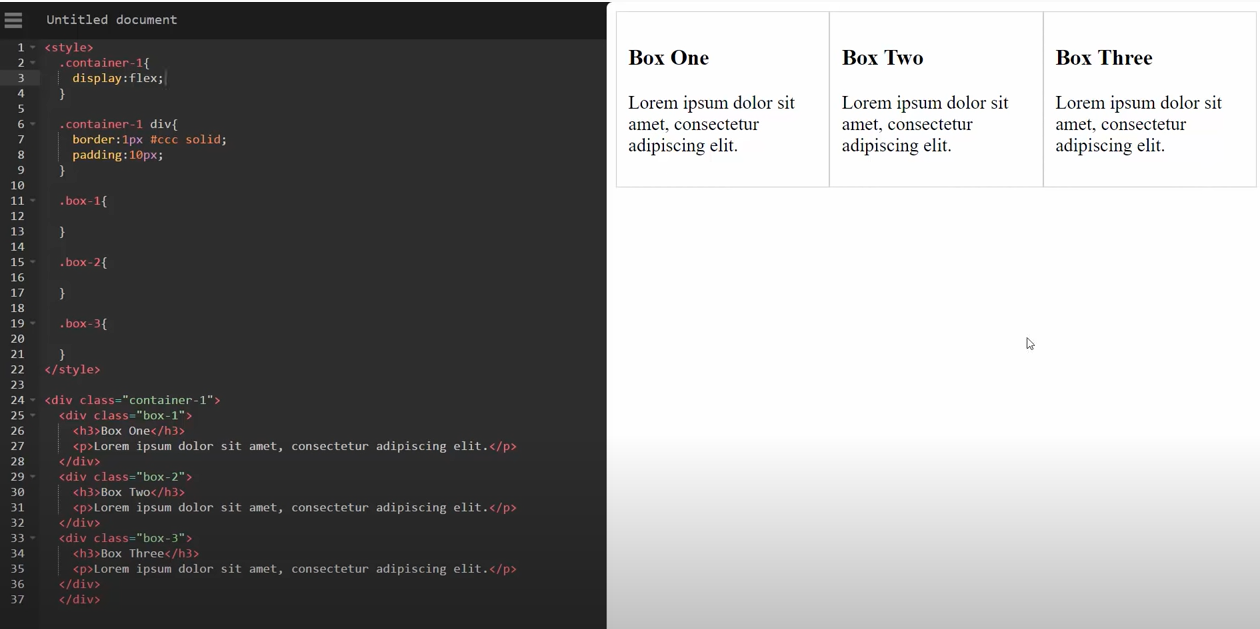 Untitled document
1 <style>
2 .container-1{
3 display:flex;
4 }
5
6 .container-1 div{
7 border:1px #ccc solid;
8 padding:10px;
9 }
10
11 .box-1{
12
13 }
14
15 .box-2{
16
17 }
18
19 .box-3{
20
21 }
22 </style>
23
24 <div class="container-1">
25 <div class="box-1">
26 <h3>Box One</h3>
27 <p>Lorem ipsum dolor sit amet, consectetur adipiscing elit.</p>
28 </div>
29 <div class="box-2">
30 <h3>Box Two</h3>
31 <p>Lorem ipsum dolor sit amet, consectetur adipiscing elit.</p>
32 </div>
33 <div class="box-3">
34 <h3>Box Three</h3>
35 <p>Lorem ipsum dolor sit amet, consectetur adipiscing elit.</p>
36 </div>
37 </div>
Box One
Lorem ipsum dolor sit
amet, consectetur
adipiscing elit.
Box Two
Lorem ipsum dolor sit
amet, consectetur
adipiscing elit.
Box Three
Lorem ipsum dolor sit
amet, consectetur
adipiscing elit.